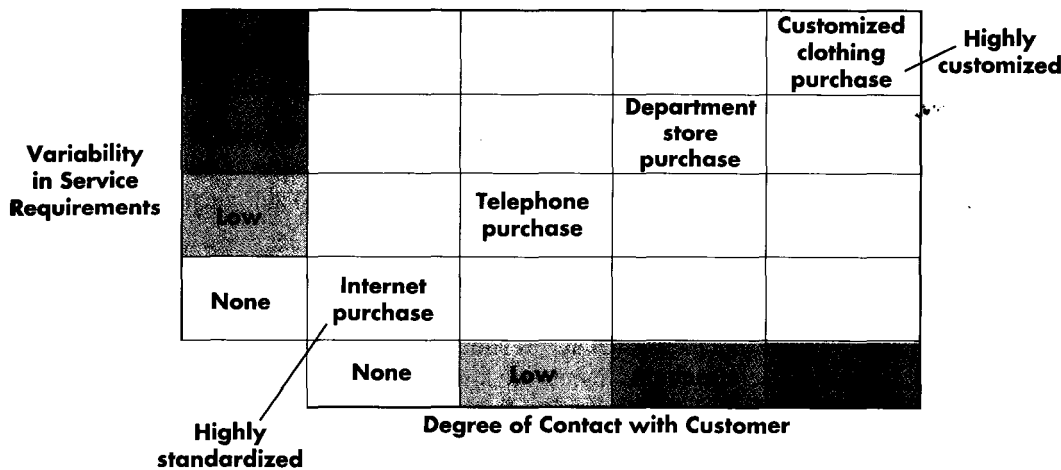 Customized
clothing
purchase
Highly
customized
Department
store
purchase
Variability
in Service
Requirements
Low
Telephone
purchase
None
Internet
purchase
None
Low
Degree of Contact with Customer
Highly
standardized